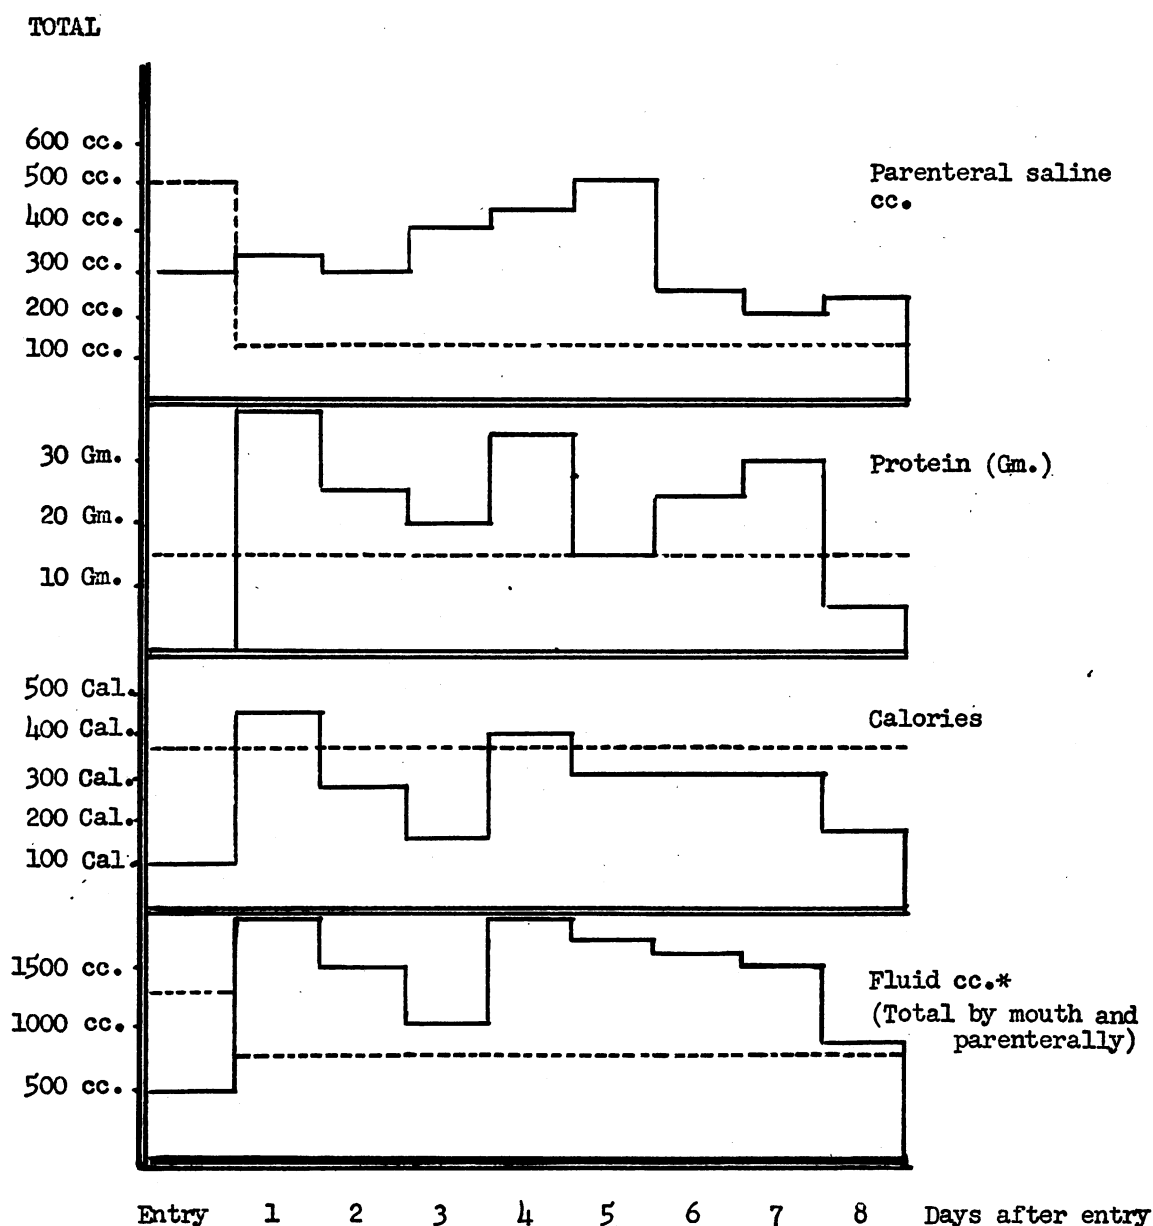 TOTAL
600 cc.
500 cc.
400 cc.
300 cc.
200 cc.
100 cc.
Parenteral saline
cc.
30 Gm.
20 Gm.
10 Gm.
Protein (Gm.)
500 Cal.
400 Cal.
300 Cal.
200 Cal.
100 Cal.
Calories
1500 cc.
1000 cc.
500 cc.
Fluid cc.*
(Total by mouth and
parenterally)
Entry 1 2 3 4 5 6 7 8 Days after entry